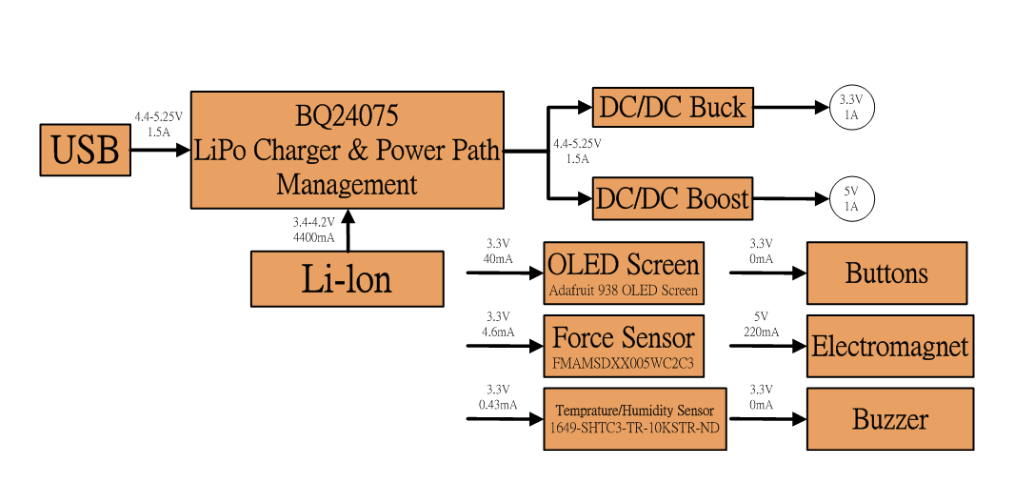 USB
4.4-5.25V
1.5A
BQ24075
LiPo Charger & Power Path
Management
3.4-4.2V
4400mA
Li-lon
4.4-5.25V
1.5A
DC/DC Buck
3.3V
1A
DC/DC Boost
5V
1A
3.3V
40mA
OLED Screen
Adafruit 938 OLED Screen
3.3V
0mA
Buttons
3.3V
4.6mA
Force Sensor
FMAMSDXX005WC2C3
5V
220mA
Electromagnet
3.3V
0.43mA
Temprature/Humidity Sensor
1649-SHTC3-TR-10KSTR-ND
3.3V
0mA
Buzzer